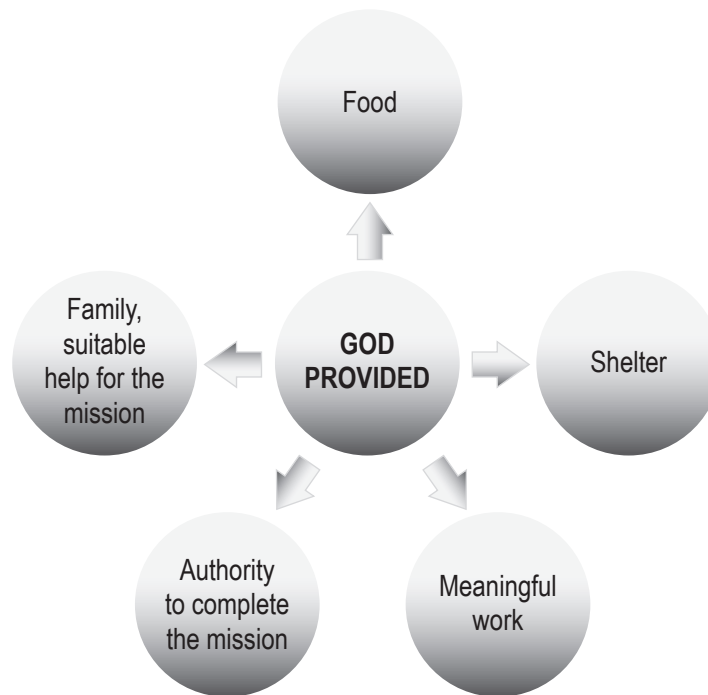 Food
Family,
suitable
help for the
mission
GOD
PROVIDED
Shelter
Authority
to complete
the mission
Meaningful
work